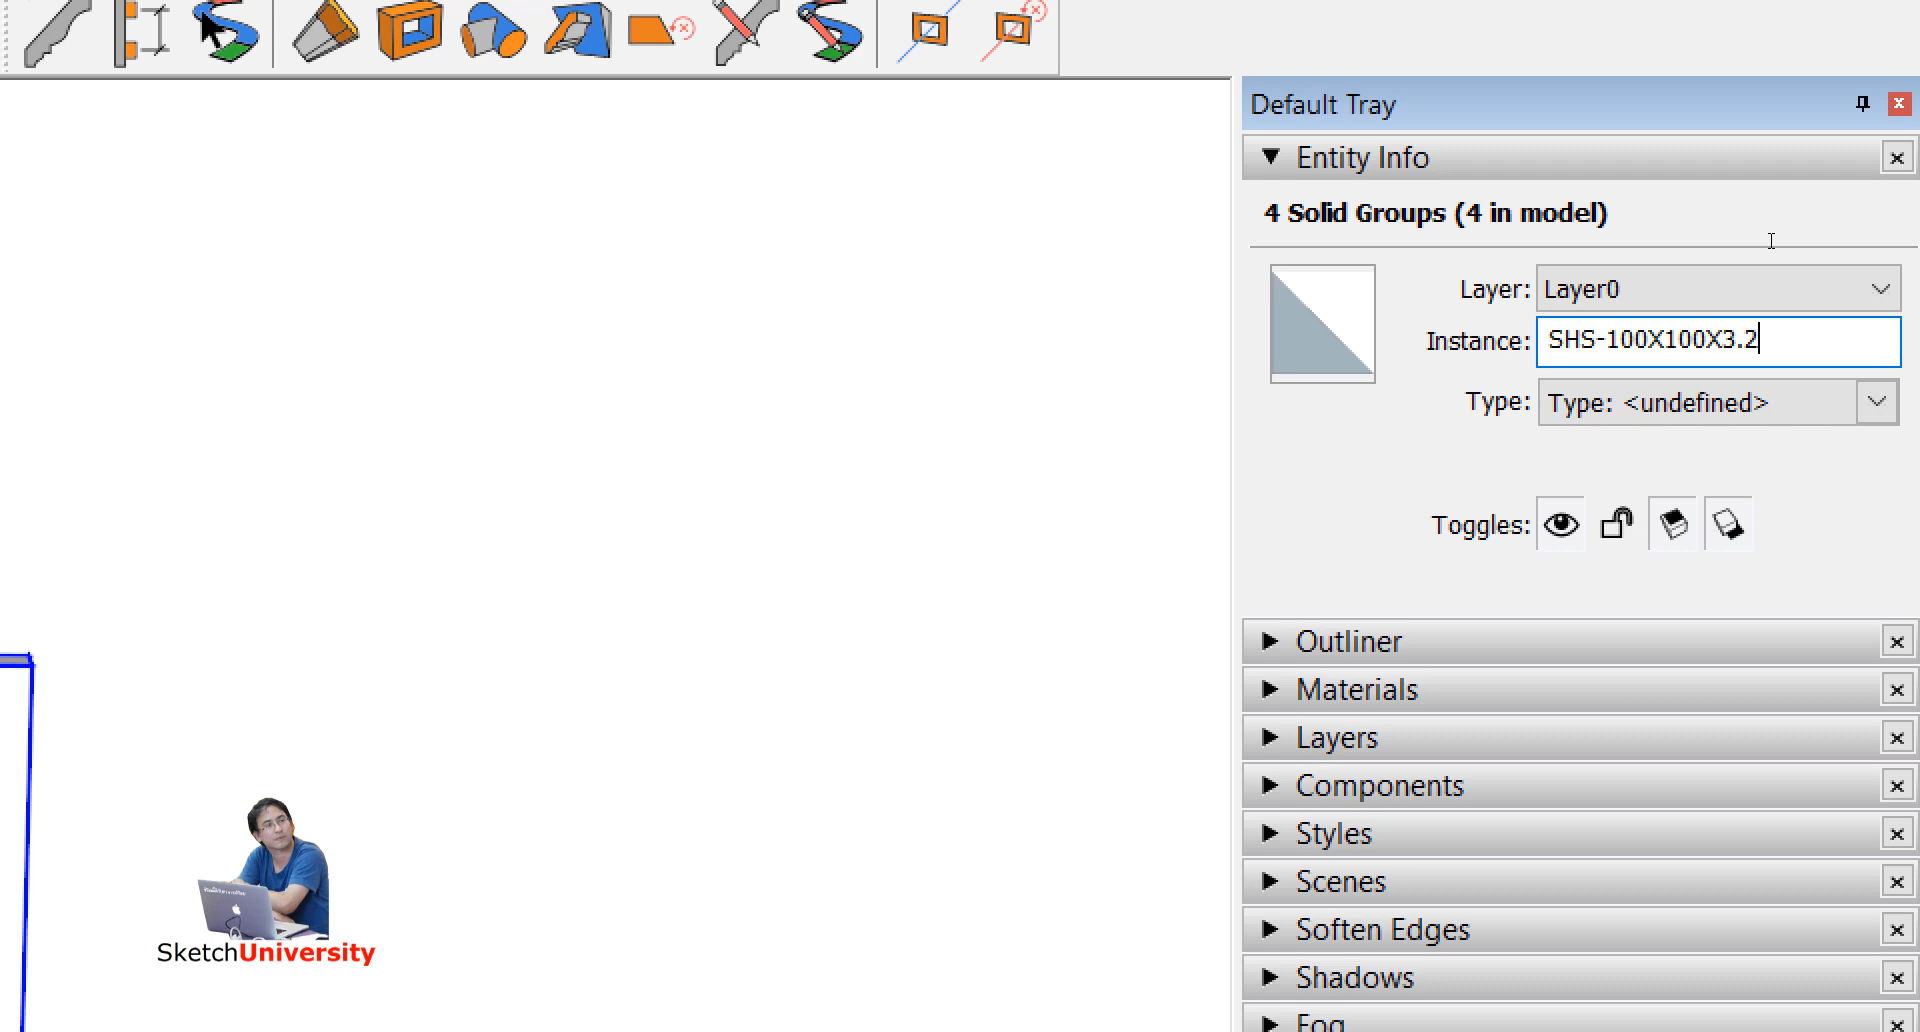 Default Tray
Entity Info
4 Solid Groups (4 in model)
Layer: Layer0
Instance: SHS-100X100X3.2
Type: Type: <undefined>
Toggles:
Outliner
Materials
Layers
Components
Styles
Scenes
Soften Edges
Shadows
Fog
SketchUniversity